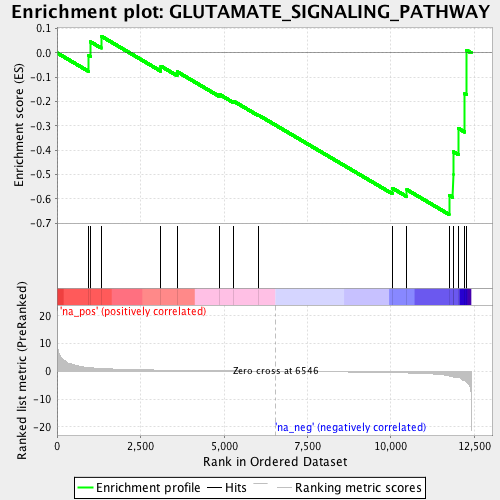 Enrichment plot: GLUTAMATE_SIGNALING_PATHWAY
Enrichment score (ES)
0.1
0.0
-0.1
-0.2
-0.3
-0.4
-0.5
-0.6
-0.7
'na_pos' (positively correlated)
Ranked list metric (PreRanked)
20
10
0
-10
-20
Zero cross at 6546
'na_neg' (negatively correlated)
0
2,500
5,000
7,500
10,000
12,500
Rank in Ordered Dataset
Enrichment profile
Hits
Ranking metric scores